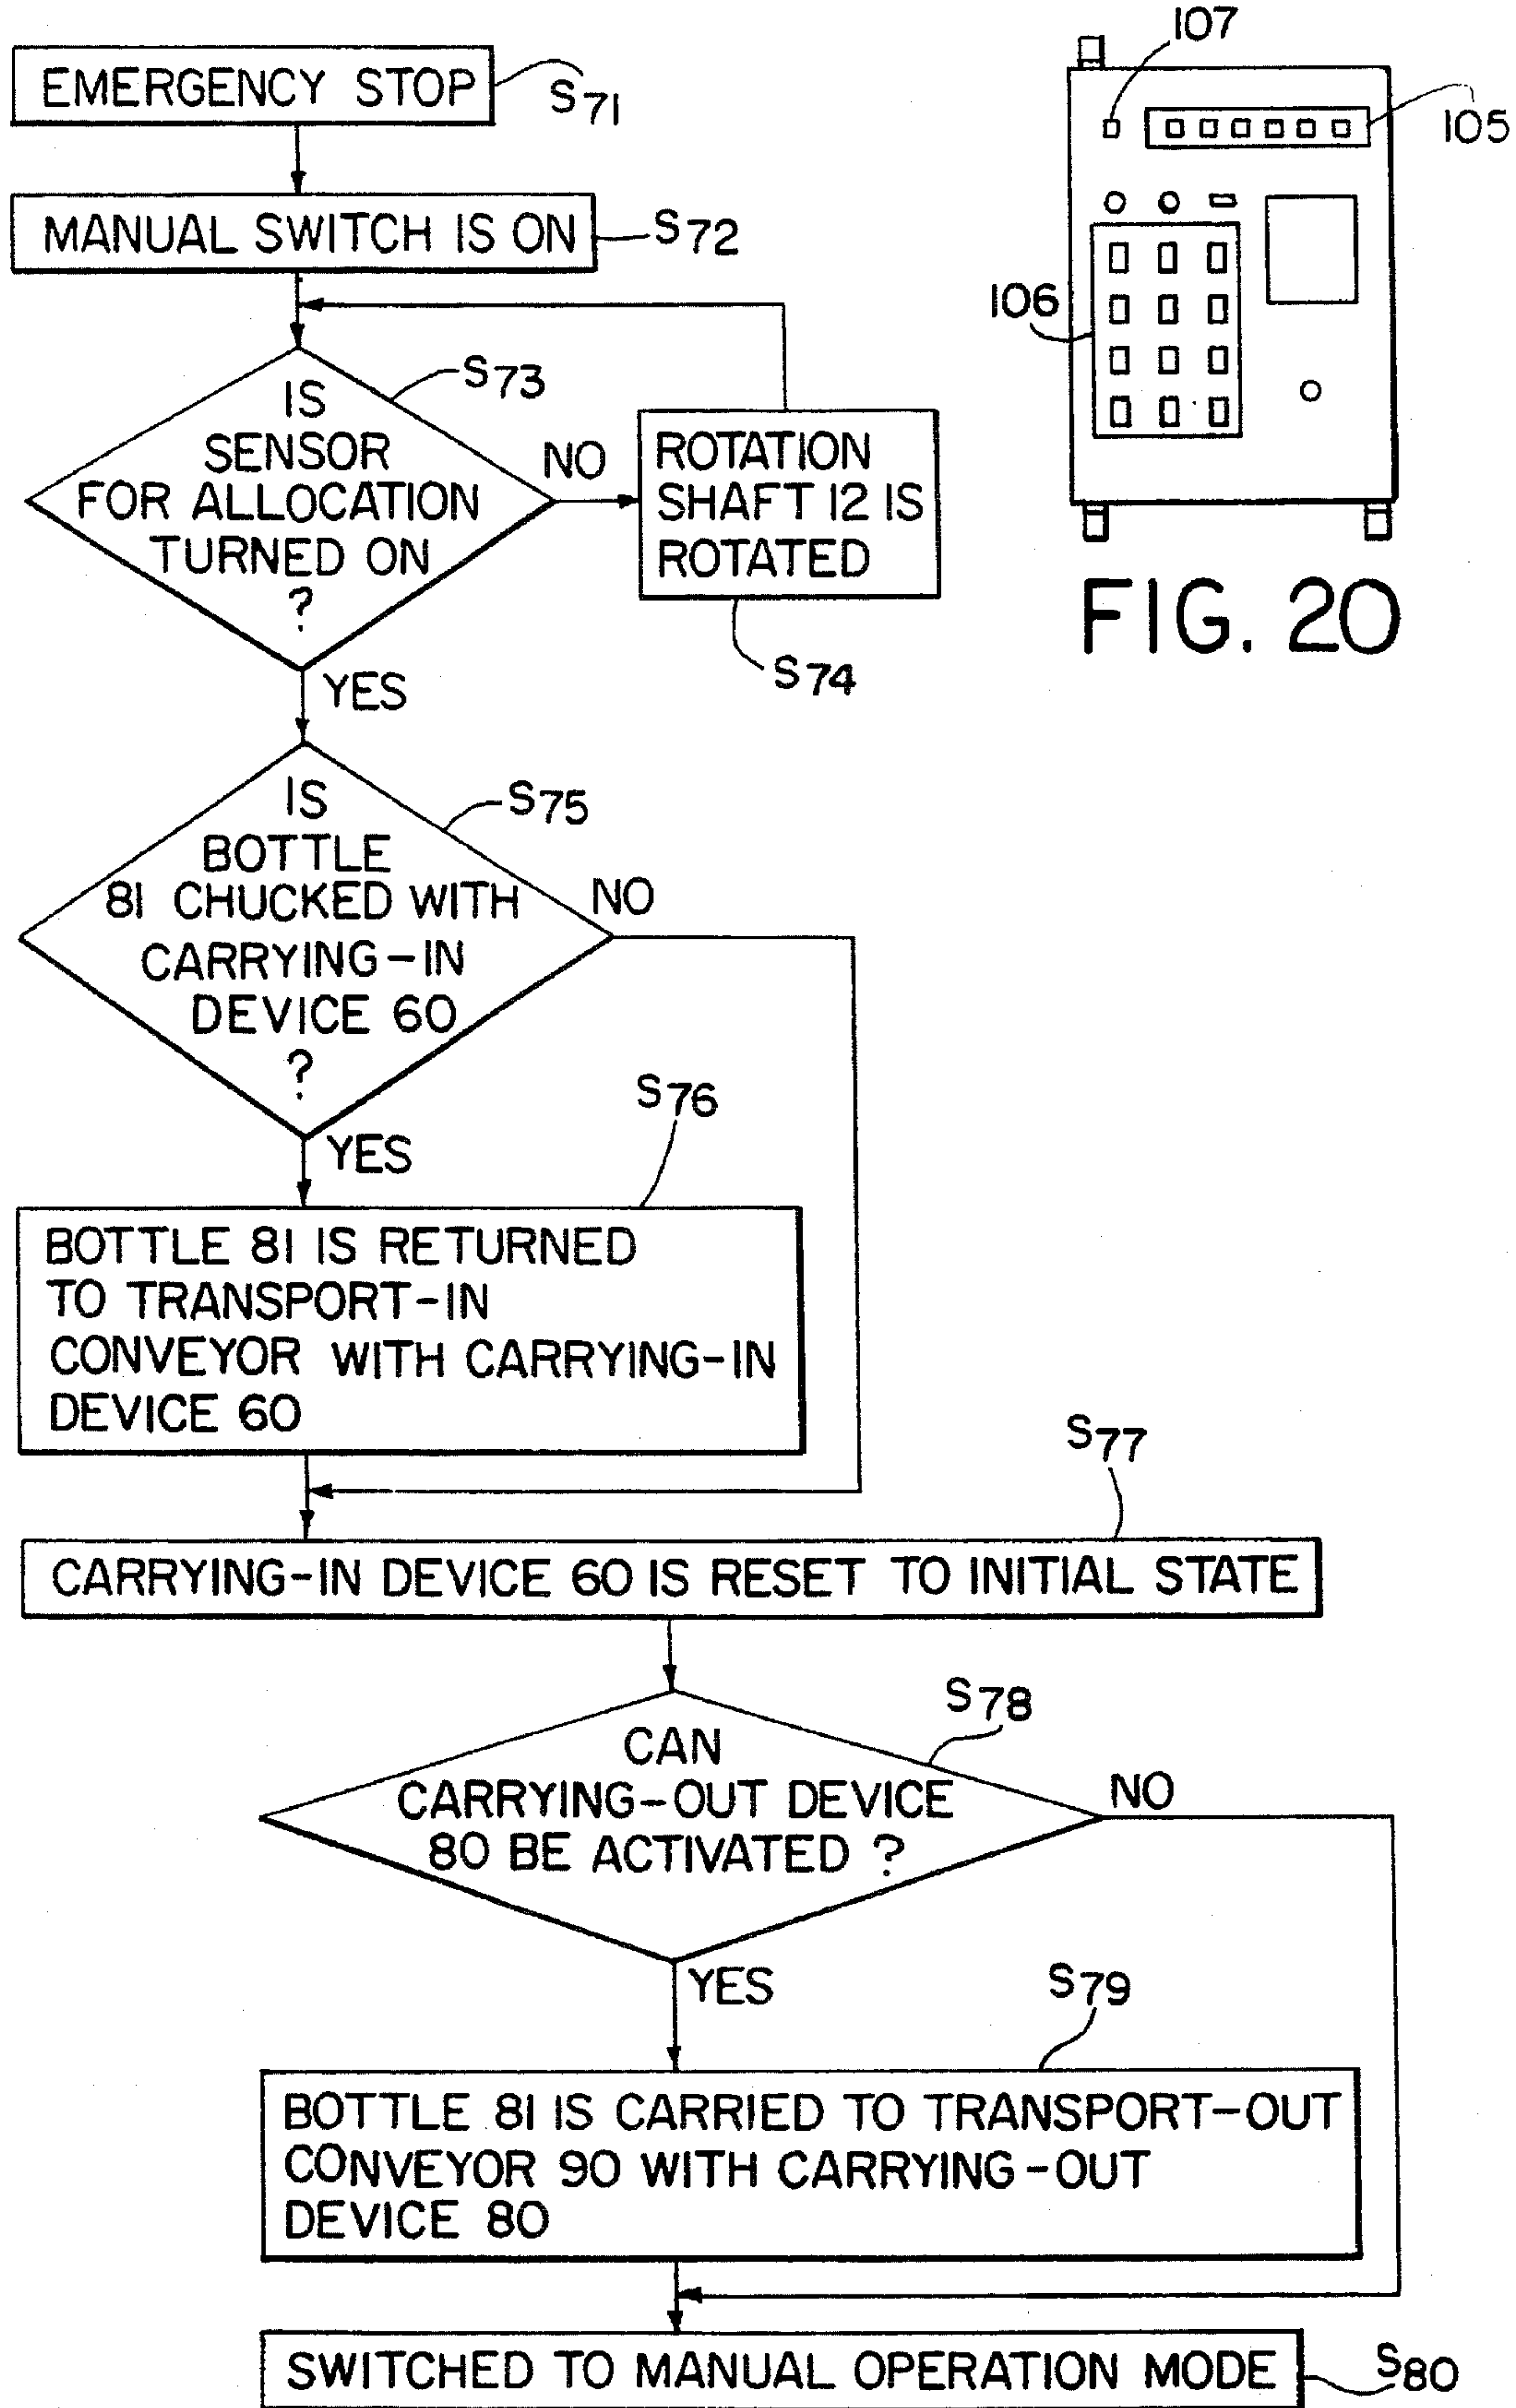 EMERGENCY STOP
S71
MANUAL SWITCH IS ON
S72
IS
SENSOR
FOR ALLOCATION
TURNED ON
?
S73
NO
ROTATION
SHAFT 12 IS
ROTATED
S74
YES
IS
BOTTLE
81 CHUCKED WITH
CARRYING-IN
DEVICE 60
?
S75
NO
YES
S76
BOTTLE 81 IS RETURNED
TO TRANSPORT-IN
CONVEYOR WITH CARRYING-IN
DEVICE 60
S77
CARRYING-IN DEVICE 60 IS RESET TO INITIAL STATE
CAN
CARRYING-OUT DEVICE
80 BE ACTIVATED ?
S78
NO
YES
S79
BOTTLE 81 IS CARRIED TO TRANSPORT-OUT
CONVEYOR 90 WITH CARRYING-OUT
DEVICE 80
SWITCHED TO MANUAL OPERATION MODE
S80
107
105
106
FIG. 20